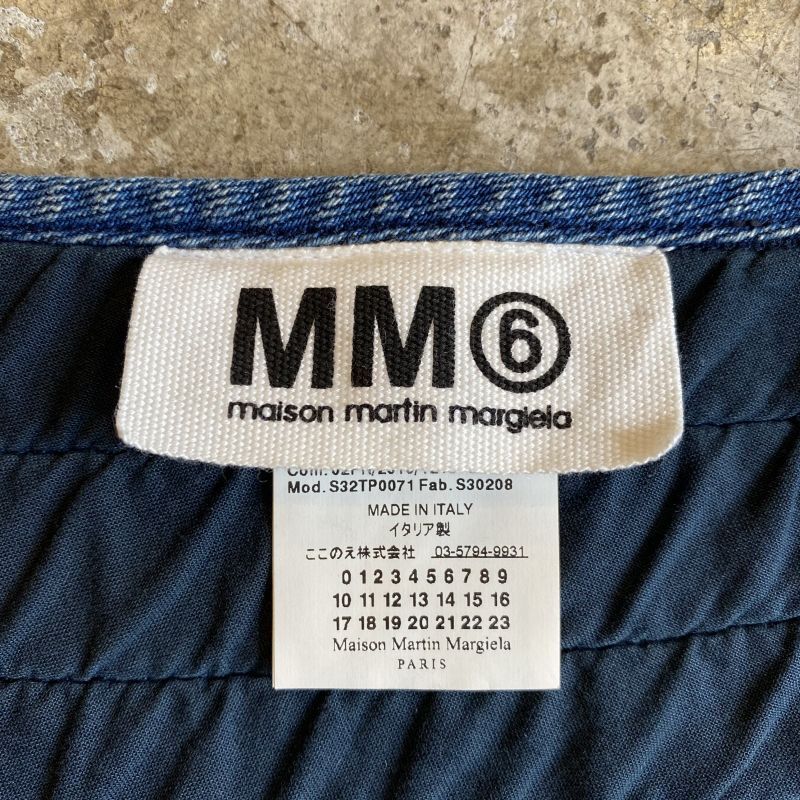 MM⑥
maison martin margiela
Mod. S32TP0071 Fab. S30208
MADE IN ITALY
イタリア製
ここのえ株式会社 03-5794-9931
0 1 2 3 4 5 6 7 8 9
10 11 12 13 14 15 16
17 18 19 20 21 22 23
Maison Martin Margiela
PARIS